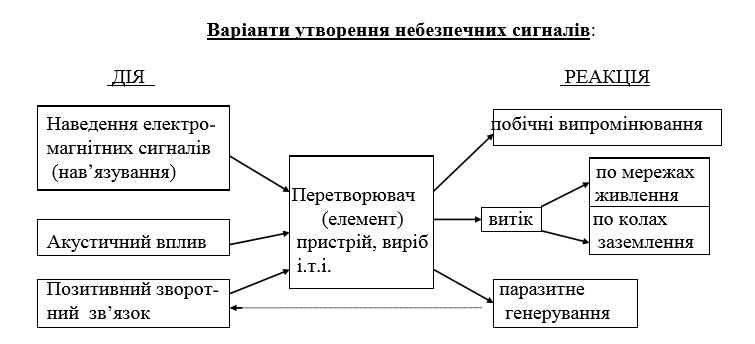 Варіанти утворення небезпечних сигналів:
ДІЯ
РЕАКЦІЯ
Наведення електро-
магнітних сигналів
(нав’язування)
Акустичний вплив
Позитивний зворот-
ний зв’язок
Перетворювач
(елемент)
пристрій, виріб
і.т.і.
побічні випромінювання
витік
по мережах
живлення
по колах
заземлення
паразитне
генерування